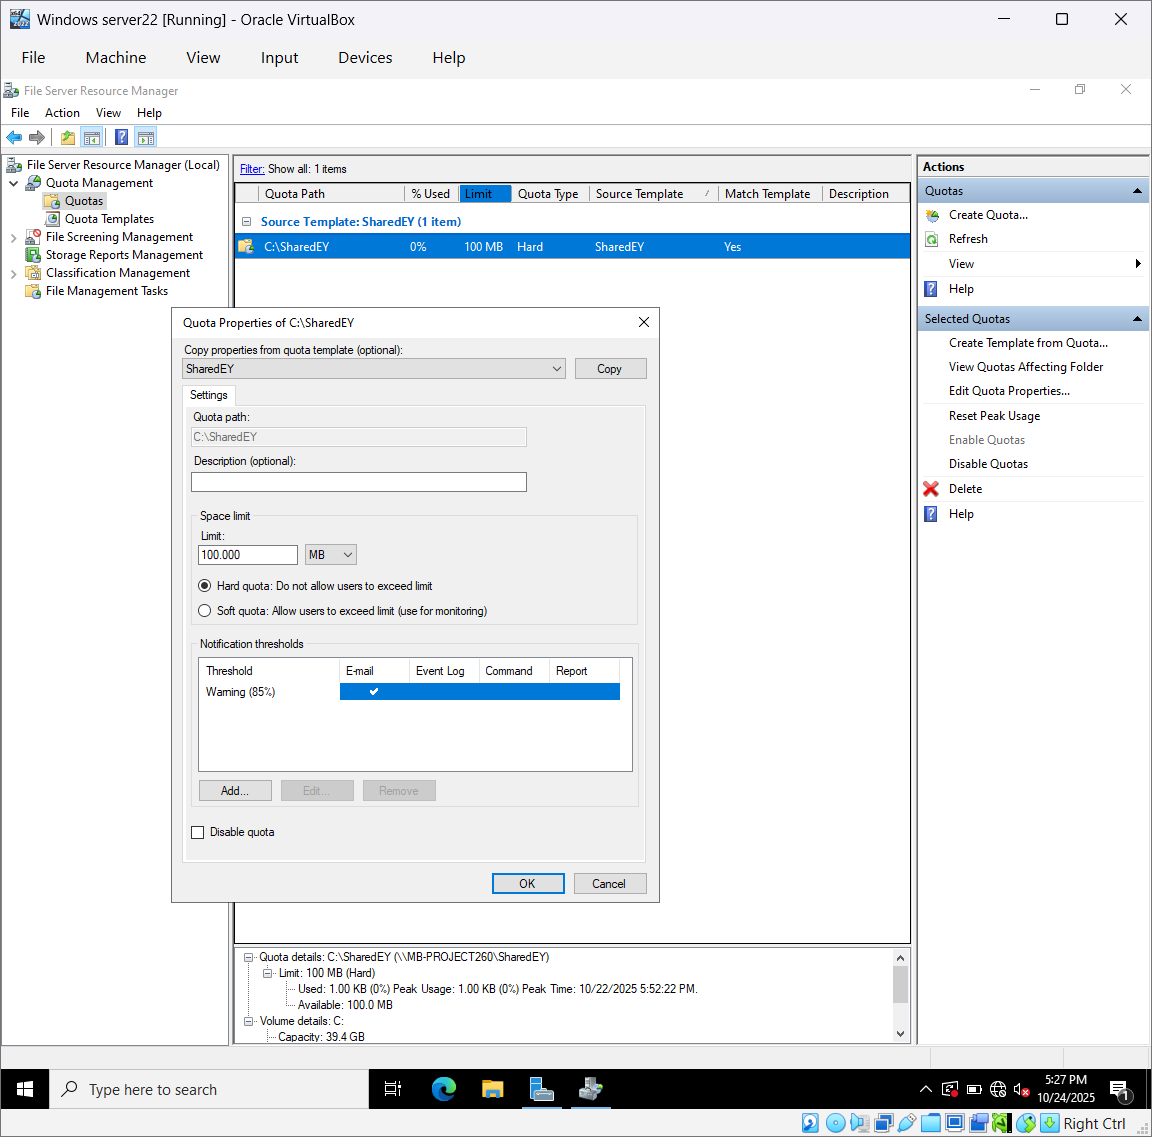 Windows server22 [Running] - Oracle VirtualBox
File Machine View Input Devices Help
File Server Resource Manager
File Action View Help
File Server Resource Manager (Local)
Quota Management
Quotas
Quota Templates
File Screening Management
Storage Reports Management
Classification Management
File Management Tasks
Filter: Show all: 1 items
Quota Path % Used Limit Quota Type Source Template Match Template Description
Source Template: SharedEY (1 item)
C:\SharedEY 0% 100 MB Hard SharedEY Yes
Quota Properties of C:\SharedEY
Copy properties from quota template (optional):
SharedEY Copy
Settings
Quota path:
C:\SharedEY
Description (optional):
Space limit
Limit:
100.000 MB
Hard quota: Do not allow users to exceed limit
Soft quota: Allow users to exceed limit (use for monitoring)
Notification thresholds
Threshold E-mail Event Log Command Report
Warning (85%)
Add... Edit... Remove
Disable quota
OK Cancel
Quota details: C:\SharedEY (\\MB-PROJECT260\SharedEY)
Limit: 100 MB (Hard)
Used: 1.00 KB (0%) Peak Usage: 1.00 KB (0%) Peak Time: 10/22/2025 5:52:22 PM.
Available: 100.0 MB
Volume details: C:
Capacity: 39.4 GB
Actions
Quotas
Create Quota...
Refresh
View
Help
Selected Quotas
Create Template from Quota...
View Quotas Affecting Folder
Edit Quota Properties...
Reset Peak Usage
Enable Quotas
Disable Quotas
Delete
Help
Type here to search
5:27 PM
10/24/2025
1
Right Ctrl